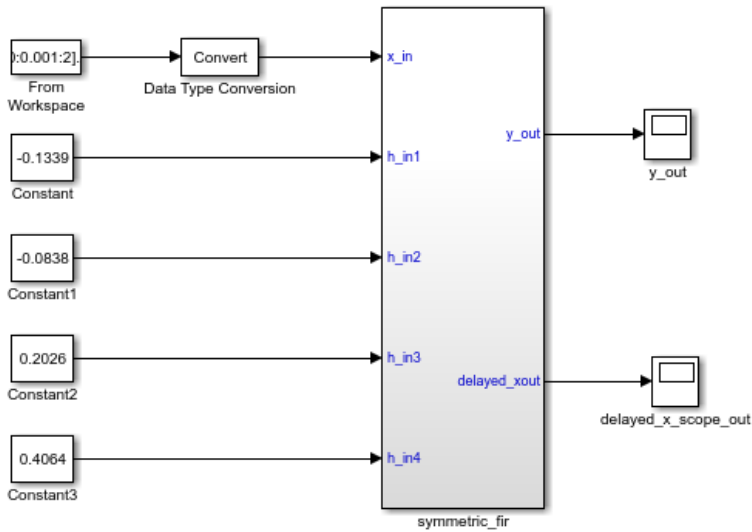 0:0.001:2].
Convert
From
Workspace
Data Type Conversion
x_in
-0.1339
Constant
h_in1
y_out
y_out
-0.0838
Constant1
h_in2
0.2026
Constant2
h_in3
delayed_xout
delayed_x_scope_out
0.4064
Constant3
h_in4
symmetric_fir